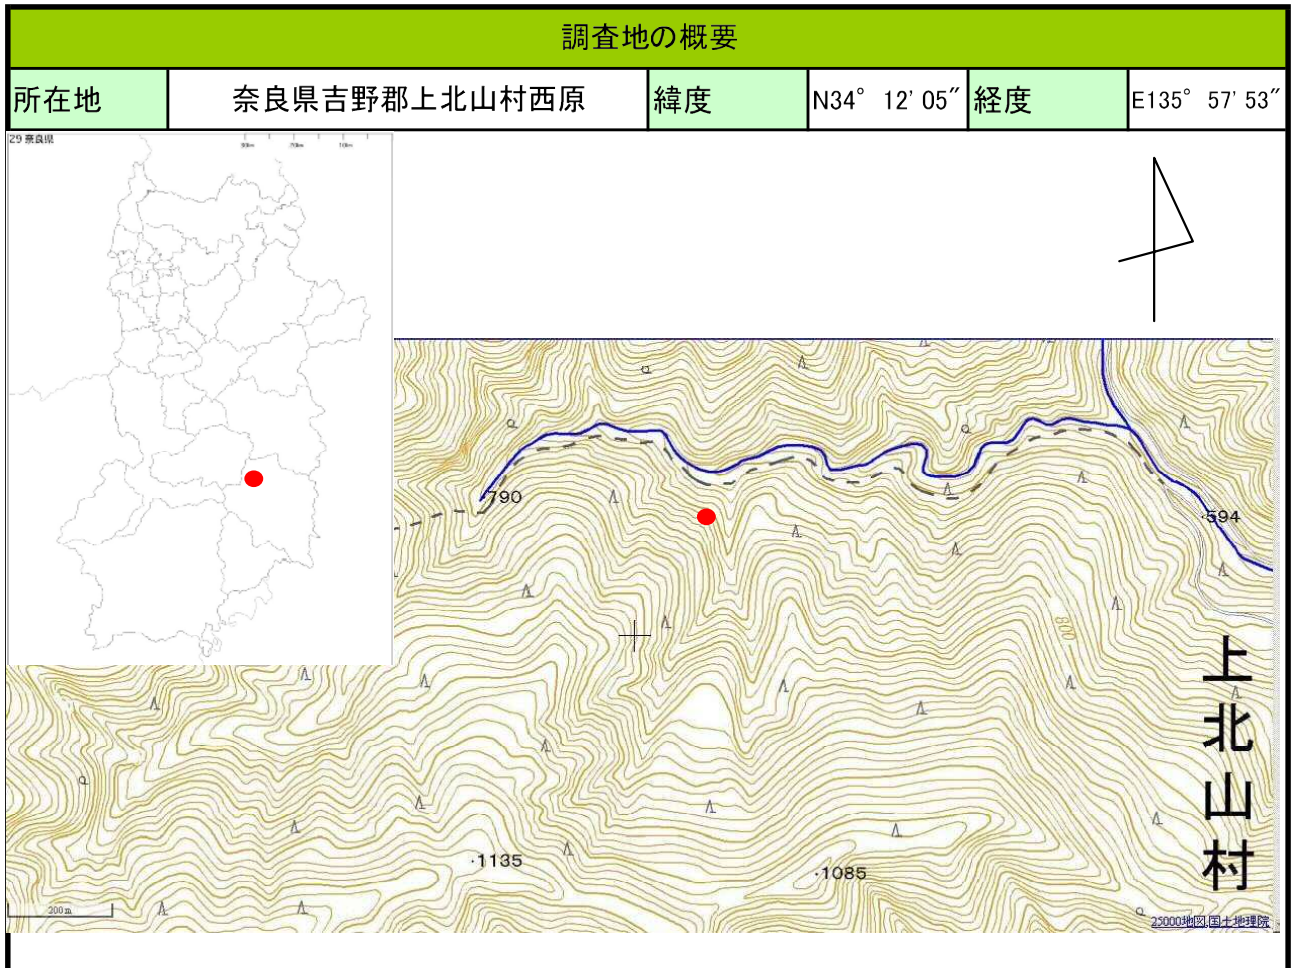 調査地の概要
所在地 奈良県吉野郡上北山村西原 緯度 N34° 12′ 05″ 経度 E135° 57′ 53″
29 奈良県
790
594
800
上北山村
1135
1085
200m
25000地図,国土地理院